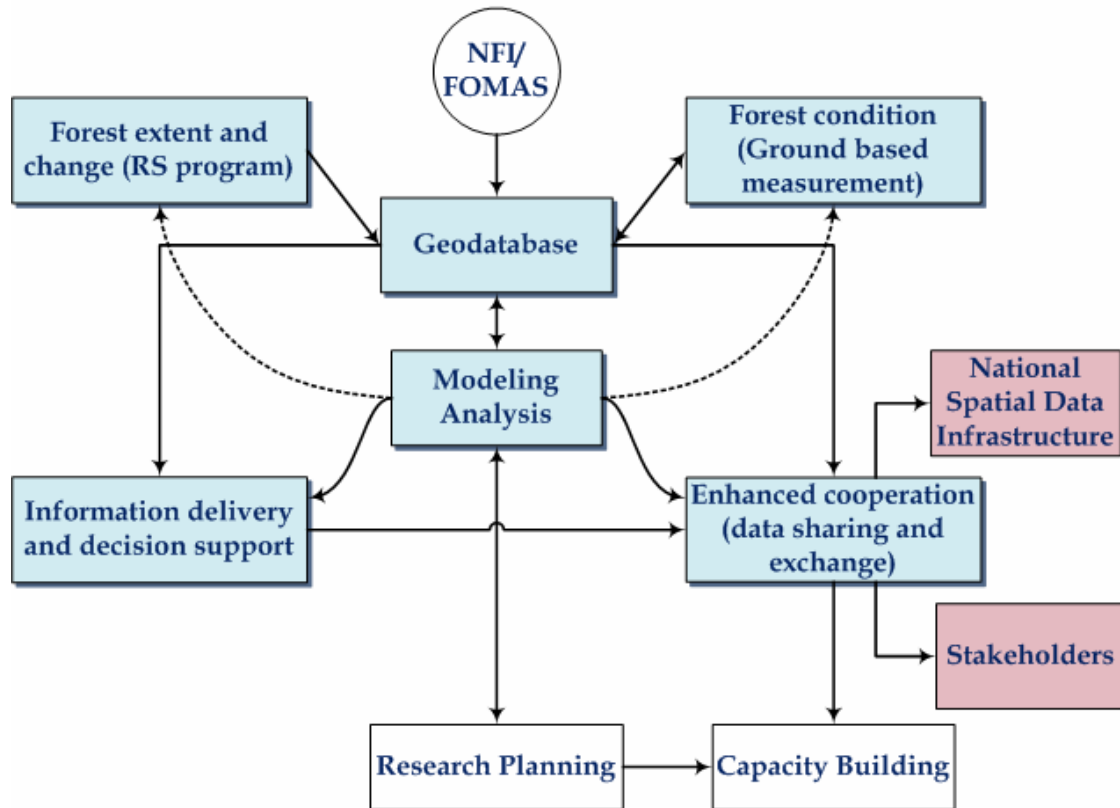 NFI/
FOMAS
Forest extent and
change (RS program)
Forest condition
(Ground based
measurement)
Geodatabase
Modeling
Analysis
National
Spatial Data
Infrastructure
Information delivery
and decision support
Enhanced cooperation
(data sharing and
exchange)
Stakeholders
Research Planning
Capacity Building